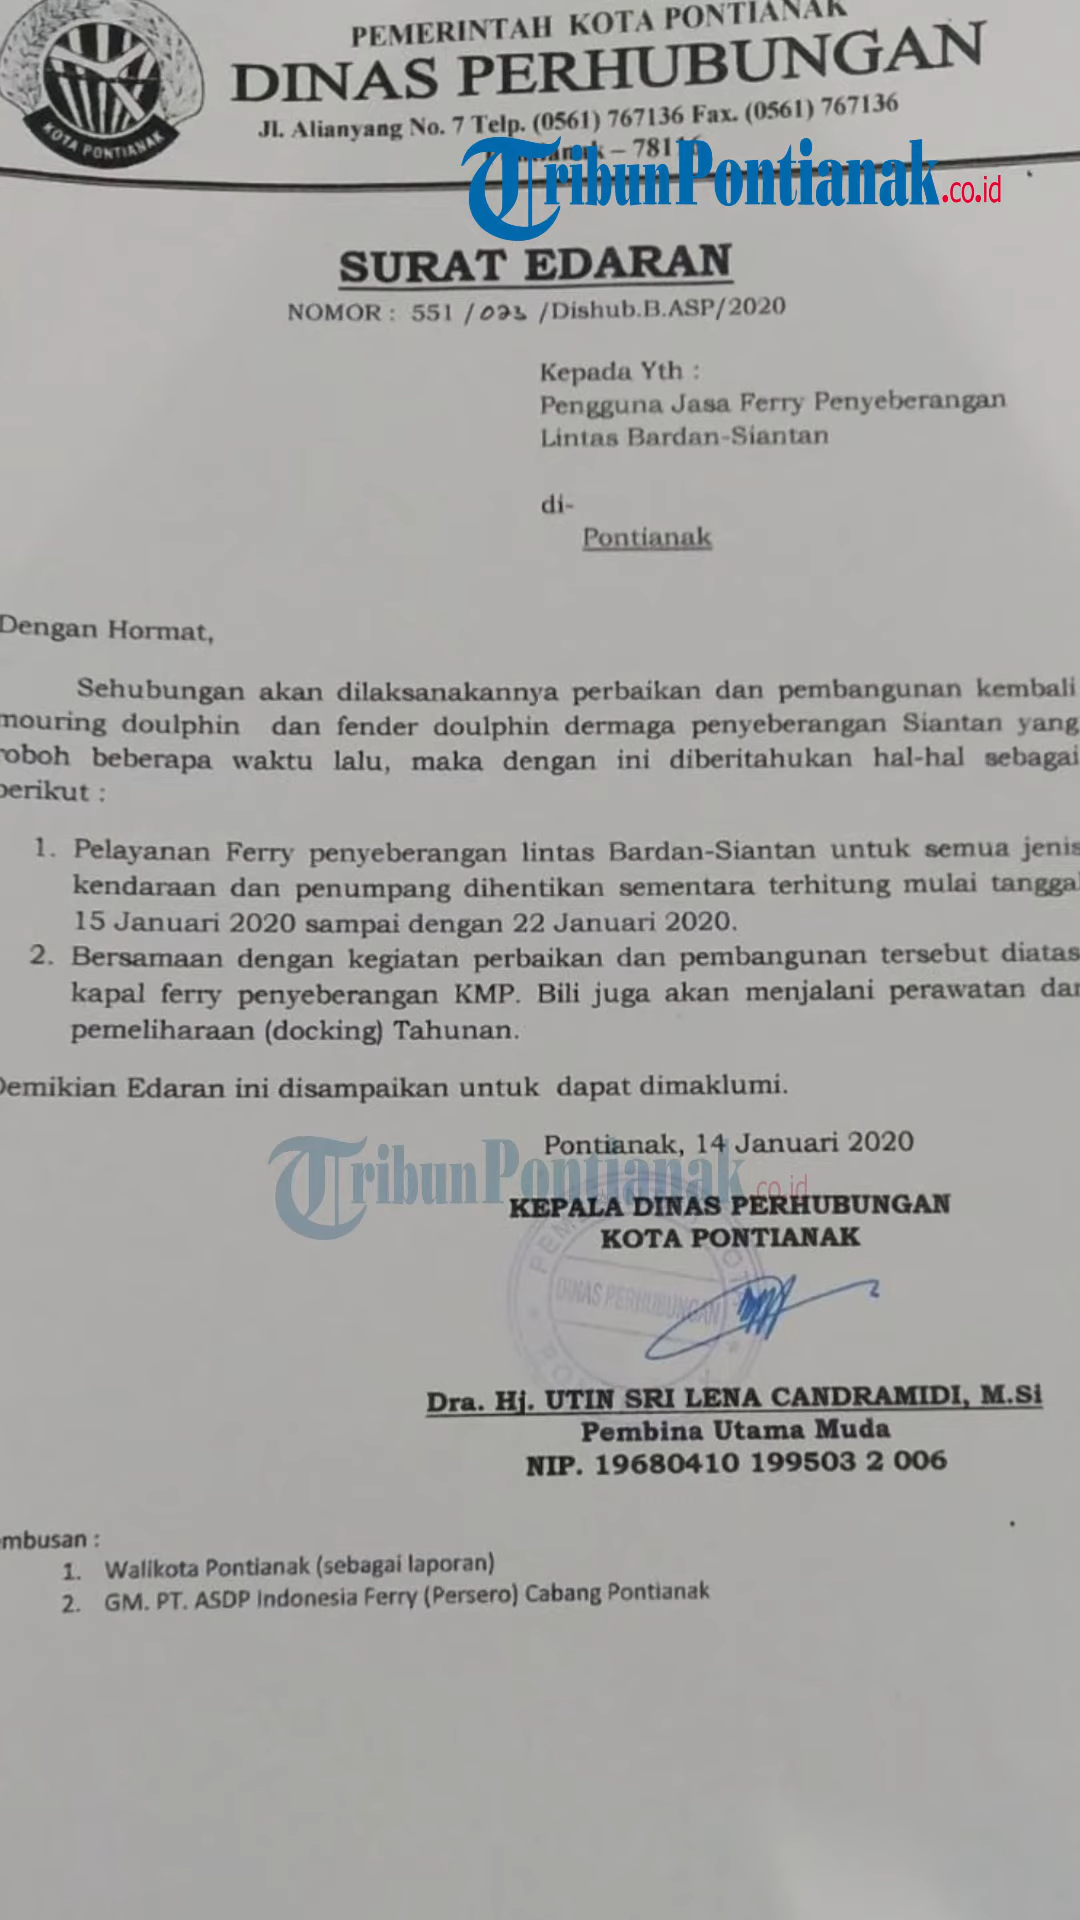 PEMERINTAH KOTA PONTIANAK
DINAS PERHUBUNGAN
Jl. Alianyang No. 7 Telp. (0561) 767136 Fax. (0561) 767136
– 7811
KOTA PONTIANAK
TribunPontianak.co.id
SURAT EDARAN
NOMOR : 551 /023 /Dishub.B.ASP/2020
Kepada Yth :
Pengguna Jasa Ferry Penyeberangan
Lintas Bardan-Siantan
di-
Pontianak
Dengan Hormat,
Sehubungan akan dilaksanakannya perbaikan dan pembangunan kembali
mouring doulphin dan fender doulphin dermaga penyeberangan Siantan yang
roboh beberapa waktu lalu, maka dengan ini diberitahukan hal-hal sebagai
berikut :
1. Pelayanan Ferry penyeberangan lintas Bardan-Siantan untuk semua jenis
kendaraan dan penumpang dihentikan sementara terhitung mulai tanggal
15 Januari 2020 sampai dengan 22 Januari 2020.
2. Bersamaan dengan kegiatan perbaikan dan pembangunan tersebut diatas
kapal ferry penyeberangan KMP. Bili juga akan menjalani perawatan dan
pemeliharaan (docking) Tahunan.
Demikian Edaran ini disampaikan untuk dapat dimaklumi.
Pontianak, 14 Januari 2020
TribunPontianak.co.id
KEPALA DINAS PERHUBUNGAN
KOTA PONTIANAK
DINAS PERHUBUNGAN
Dra. Hj. UTIN SRI LENA CANDRAMIDI, M.Si
Pembina Utama Muda
NIP. 19680410 199503 2 006
embusan :
1. Walikota Pontianak (sebagai laporan)
2. GM. PT. ASDP Indonesia Ferry (Persero) Cabang Pontianak